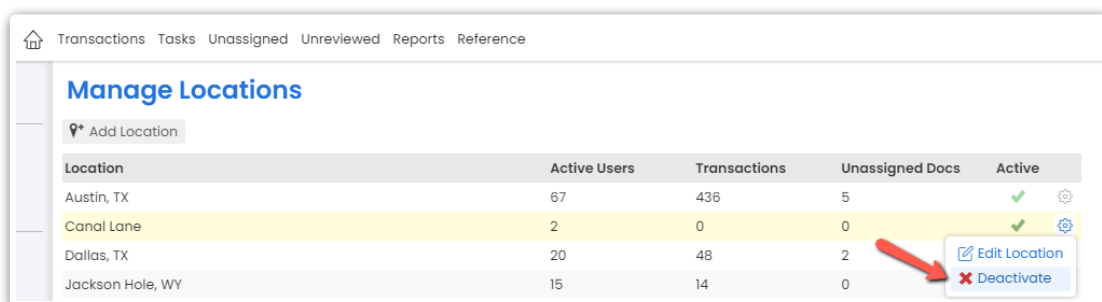 Transactions Tasks Unassigned Unreviewed Reports Reference
Manage Locations
Add Location
Location Active Users Transactions Unassigned Docs Active
Austin, TX 67 436 5
Canal Lane 2 0 0
Dallas, TX 20 48 2
Edit Location
Deactivate
Jackson Hole, WY 15 14 0